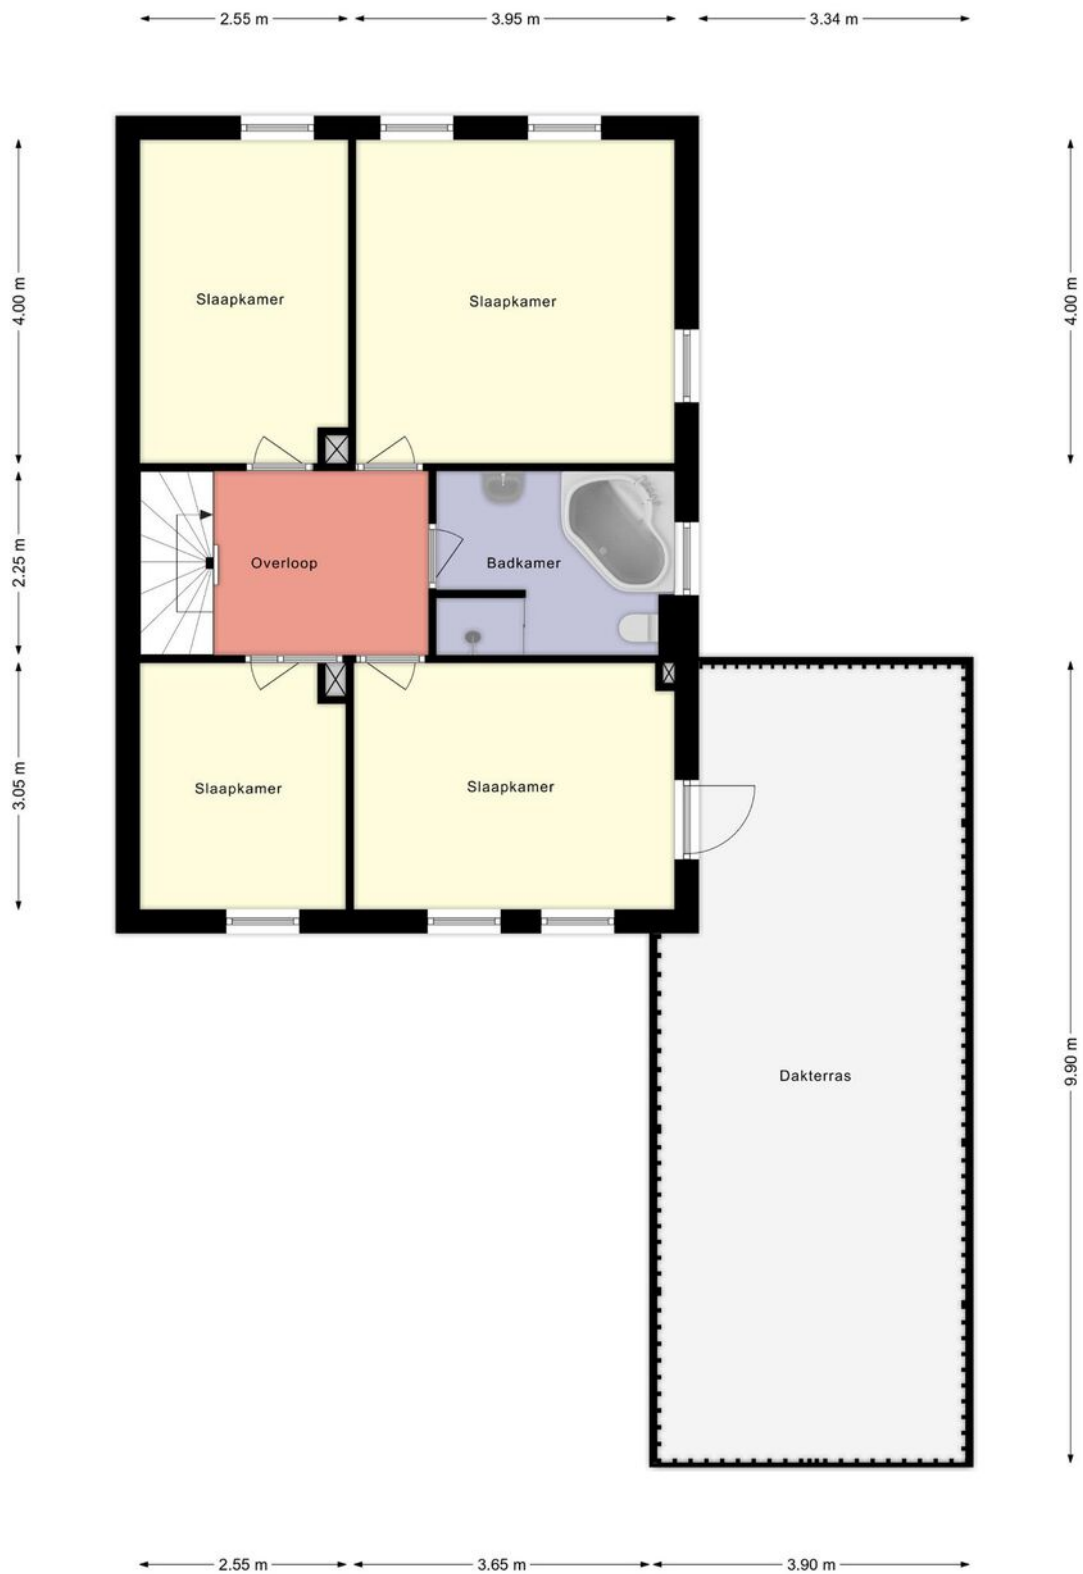 2.55 m
3.95 m
3.34 m
4.00 m
4.00 m
Slaapkamer
Slaapkamer
2.25 m
Overloop
Badkamer
3.05 m
Slaapkamer
Slaapkamer
9.90 m
Dakterras
2.55 m
3.65 m
3.90 m